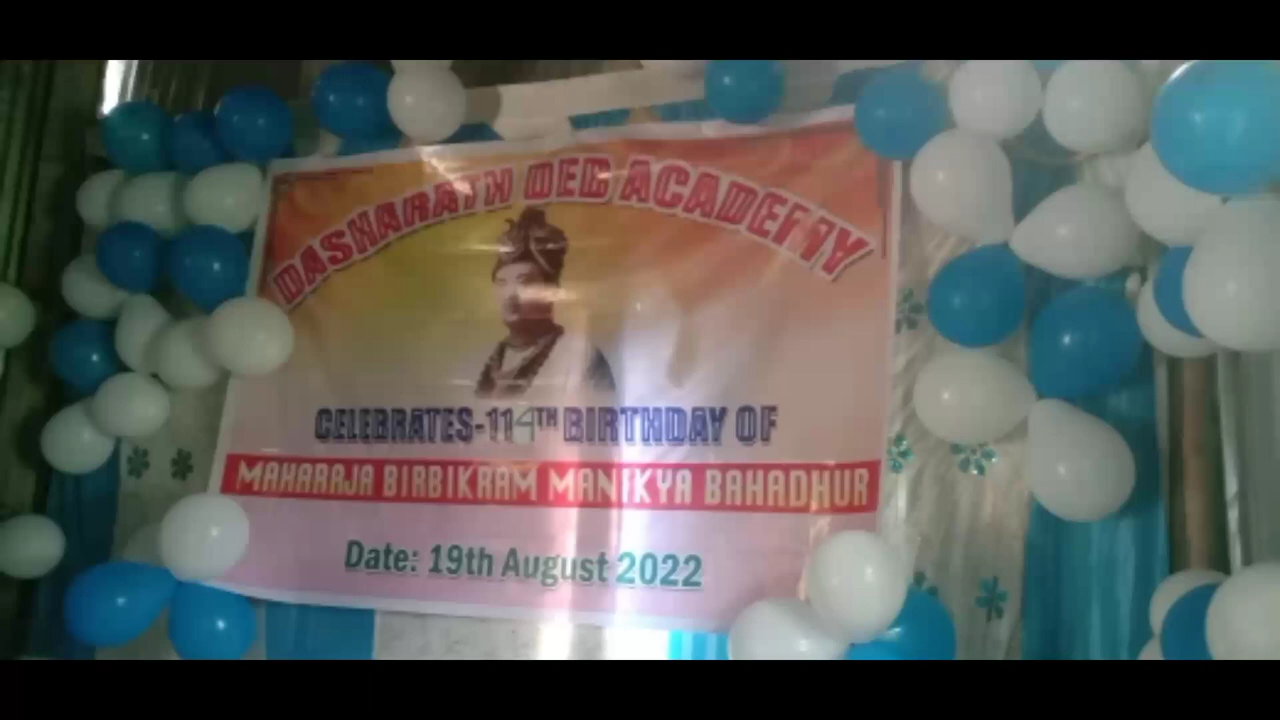 DASHARATH DEB ACADEMY
CELEBRATES-114TH BIRTHDAY OF
MAHARAJA BIRBIKRAM MANIKYA BAHADHUR
Date: 19th August 2022